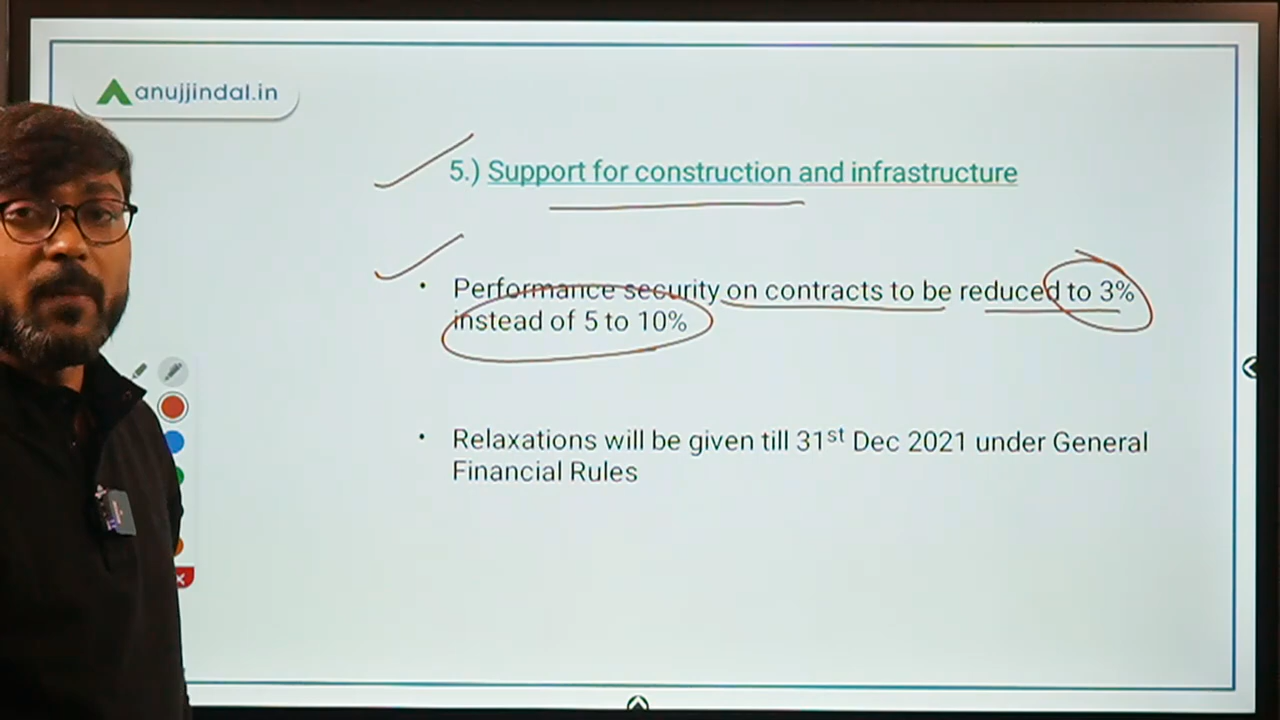 anujjindal.in
5.) Support for construction and infrastructure
• Performance security on contracts to be reduced to 3%
instead of 5 to 10%
• Relaxations will be given till 31st Dec 2021 under General
Financial Rules